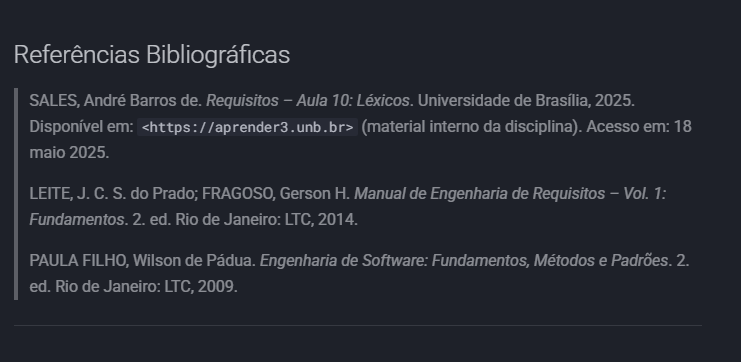 Referências Bibliográficas
SALES, André Barros de. Requisitos – Aula 10: Léxicos. Universidade de Brasília, 2025.
Disponível em: <https://aprender3.unb.br> (material interno da disciplina). Acesso em: 18
maio 2025.
LEITE, J. C. S. do Prado; FRAGOSO, Gerson H. Manual de Engenharia de Requisitos – Vol. 1:
Fundamentos. 2. ed. Rio de Janeiro: LTC, 2014.
PAULA FILHO, Wilson de Pádua. Engenharia de Software: Fundamentos, Métodos e Padrões. 2.
ed. Rio de Janeiro: LTC, 2009.